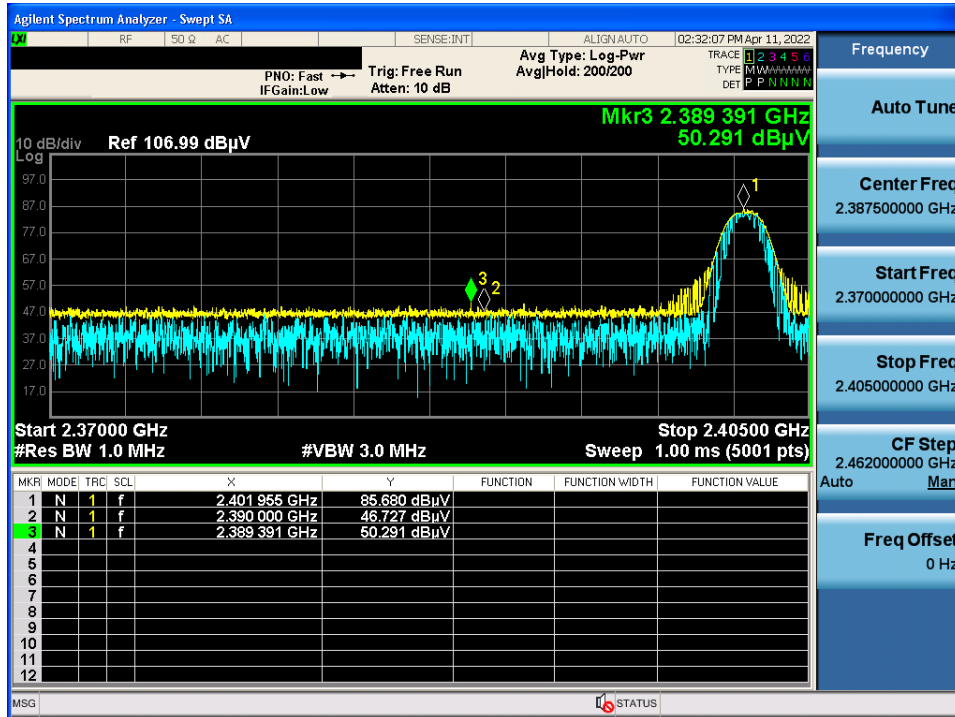 Agilent Spectrum Analyzer - Swept SA
LXI RF 50 Ω AC SENSE:INT ALIGN AUTO 02:32:07 PM Apr 11, 2022
PNO: Fast Trig: Free Run Avg Type: Log-Pwr TRACE 1 2 3 4 5 6
IFGain:Low Atten: 10 dB Avg|Hold: 200/200 TYPE M W W W W W
DET P P N N N N
Mkr3 2.389 391 GHz
50.291 dBµV
10 dB/div Ref 106.99 dBµV
Log
97.0
87.0
77.0
67.0
57.0
47.0
37.0
27.0
17.0
1
3
2
Start 2.37000 GHz Stop 2.40500 GHz
#Res BW 1.0 MHz #VBW 3.0 MHz Sweep 1.00 ms (5001 pts)
MKR MODE TRC SCL X Y FUNCTION FUNCTION WIDTH FUNCTION VALUE
1 N 1 f 2.401 955 GHz 85.680 dBµV
2 N 1 f 2.390 000 GHz 46.727 dBµV
3 N 1 f 2.389 391 GHz 50.291 dBµV
4
5
6
7
8
9
10
11
12
MSG STATUS
Frequency
Auto Tune
Center Freq
2.387500000 GHz
Start Freq
2.370000000 GHz
Stop Freq
2.405000000 GHz
CF Step
2.462000000 GHz
Auto Man
Freq Offset
0 Hz